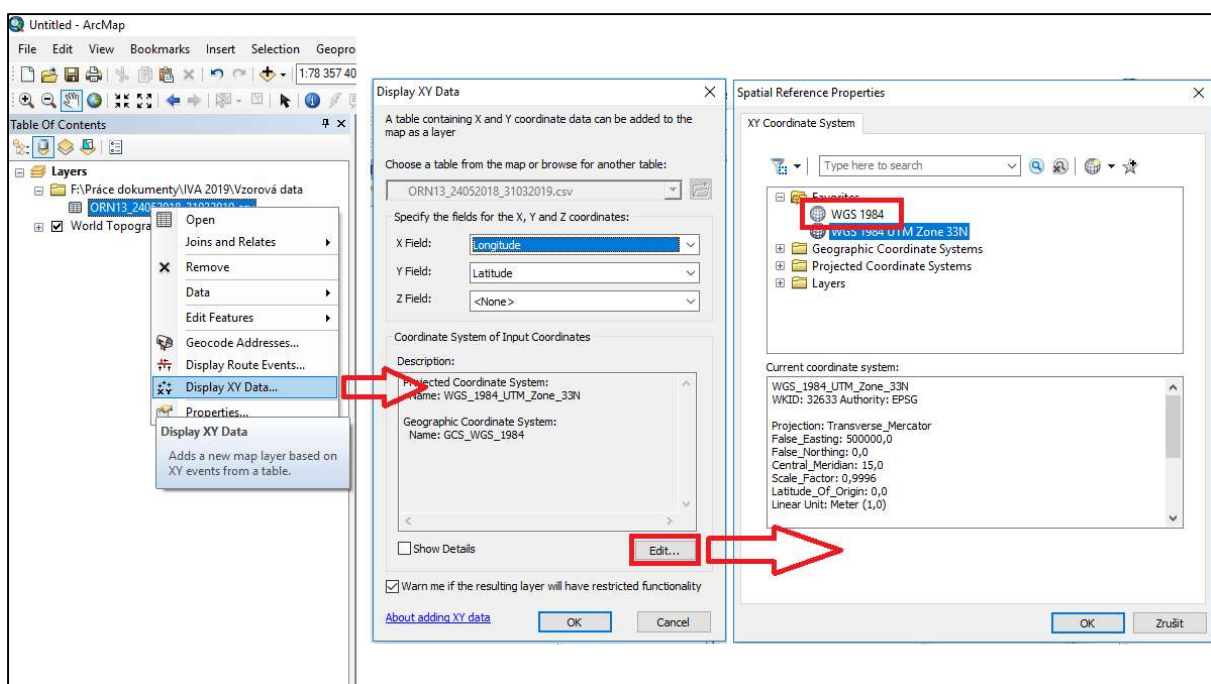 Untitled - ArcMap
File Edit View Bookmarks Insert Selection Geopro
1:78 357 40
Table Of Contents
Layers
F:\Práce dokumenty\IVA 2019\Vzorová data
ORN13_24052018_31032019.csv
World Topogra
Open
Joins and Relates
Remove
Data
Edit Features
Geocode Addresses...
Display Route Events...
Display XY Data...
Properties...
Display XY Data
Adds a new map layer based on
XY events from a table.
Display XY Data
A table containing X and Y coordinate data can be added to the
map as a layer
Choose a table from the map or browse for another table:
ORN13_24052018_31032019.csv
Specify the fields for the X, Y and Z coordinates:
X Field: Longitude
Y Field: Latitude
Z Field: <None>
Coordinate System of Input Coordinates
Description:
Projected Coordinate System:
Name: WGS_1984_UTM_Zone_33N
Geographic Coordinate System:
Name: GCS_WGS_1984
Show Details
Edit...
Warn me if the resulting layer will have restricted functionality
About adding XY data
OK Cancel
Spatial Reference Properties
XY Coordinate System
Type here to search
Favorites
WGS 1984
WGS 1984 UTM Zone 33N
Geographic Coordinate Systems
Projected Coordinate Systems
Layers
Current coordinate system:
WGS_1984_UTM_Zone_33N
WKID: 32633 Authority: EPSG
Projection: Transverse_Mercator
False_Easting: 500000,0
False_Northing: 0,0
Central_Meridian: 15,0
Scale_Factor: 0,9996
Latitude_Of_Origin: 0,0
Linear Unit: Meter (1,0)
OK Zrušit